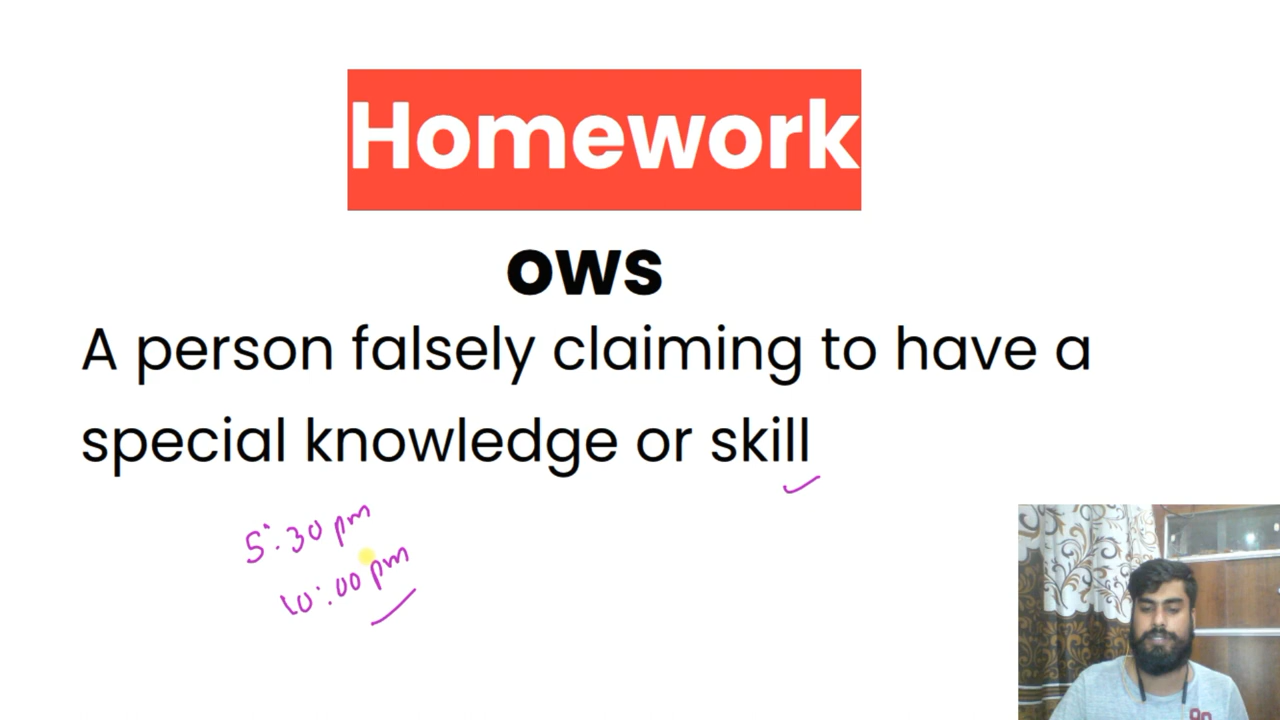 Homework
ows
A person falsely claiming to have a
special knowledge or skill
5:30 pm
10:00 pm